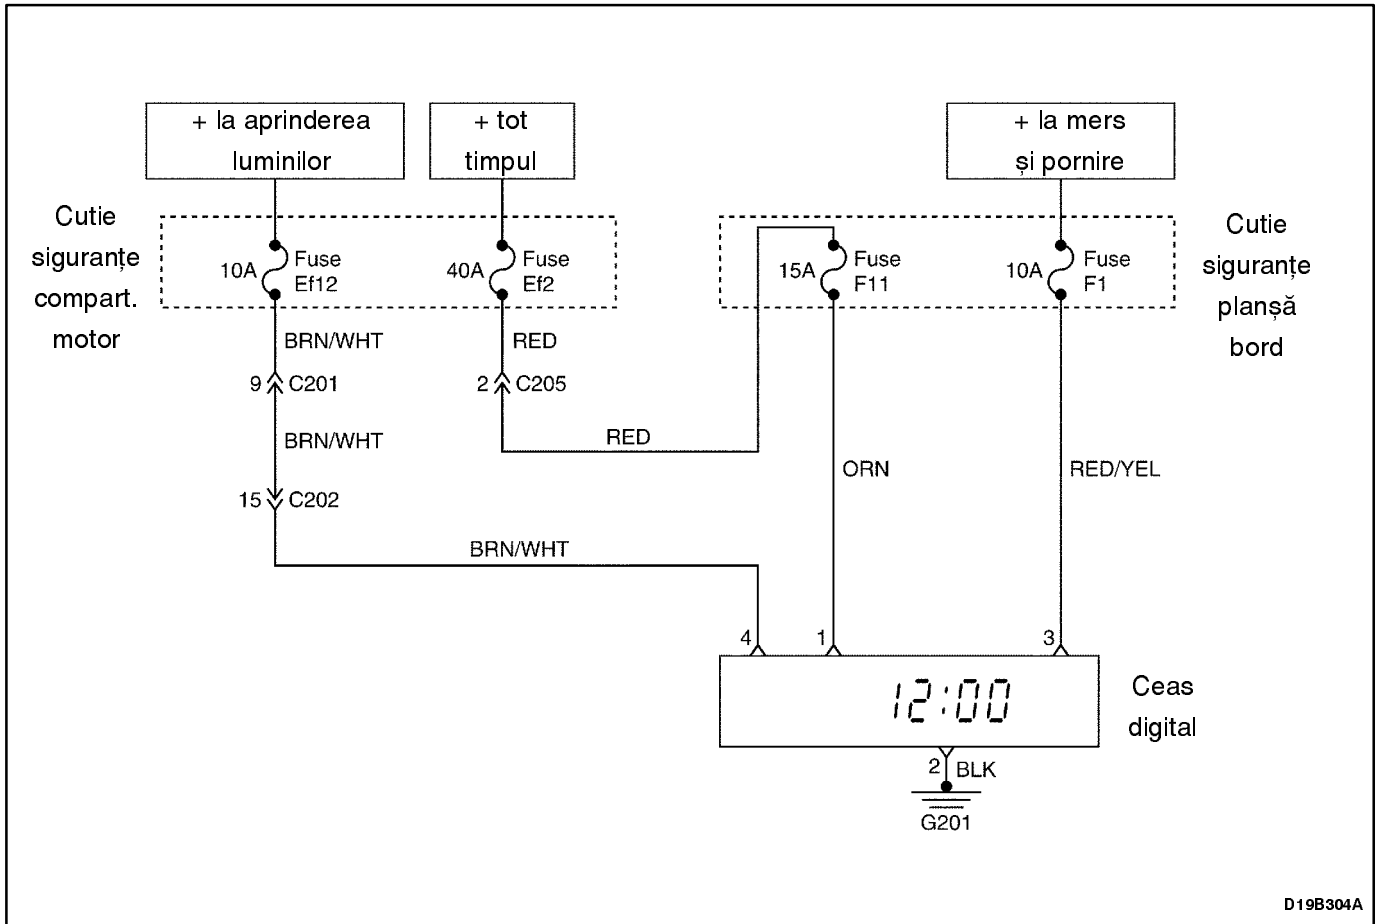 + la aprinderea
luminilor
+ tot
timpul
+ la mers
și pornire
Cutie
siguranțe
compart.
motor
10A
Fuse
Ef12
40A
Fuse
Ef2
15A
Fuse
F11
10A
Fuse
F1
Cutie
siguranțe
planșă
bord
BRN/WHT
RED
9
C201
2
C205
BRN/WHT
RED
ORN
RED/YEL
15
C202
BRN/WHT
4
1
3
12:00
Ceas
digital
2
BLK
G201
D19B304A